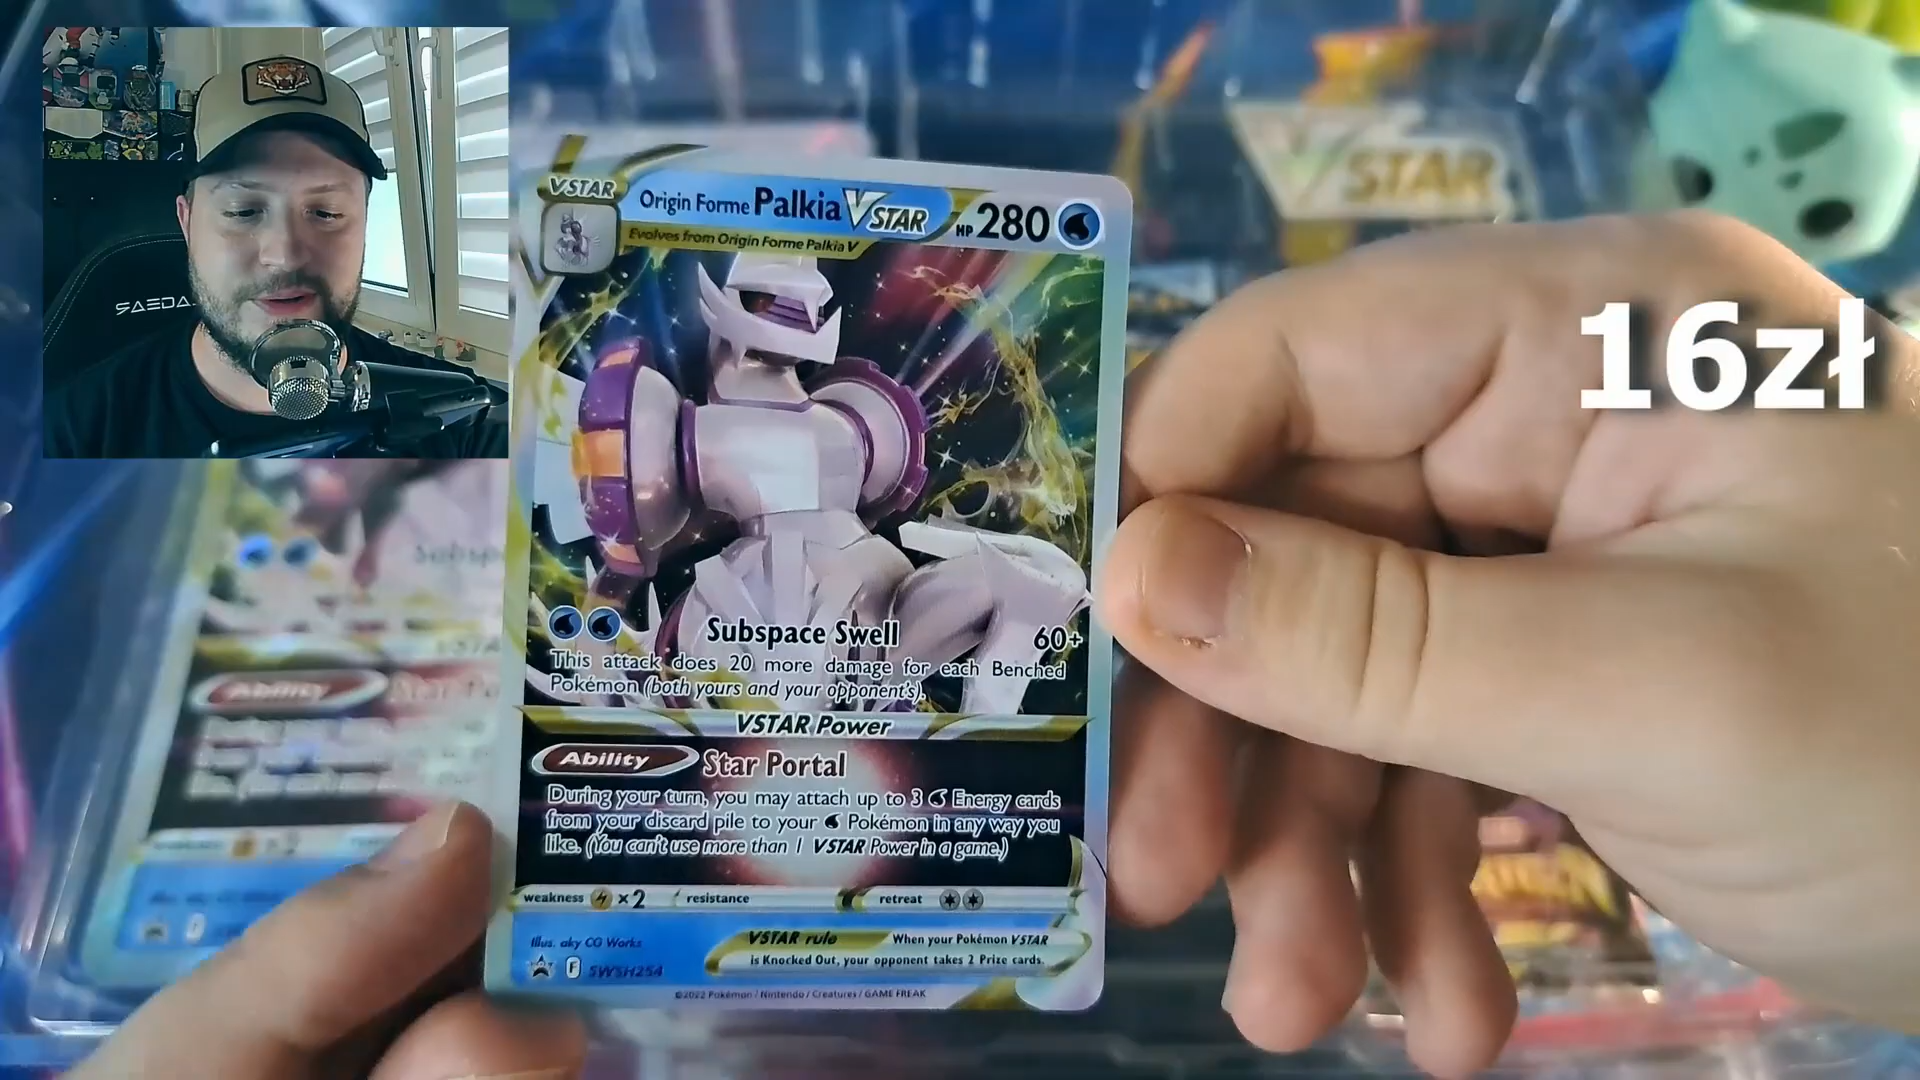 SAEDA
VSTAR
Origin Forme Palkia VSTAR HP 280
Evolves from Origin Forme Palkia V
VSTAR
16zł
Subspace Swell 60+
This attack does 20 more damage for each Benched
Pokémon (both yours and your opponent's).
VSTAR Power
Ability Star Portal
During your turn, you may attach up to 3 Energy cards
from your discard pile to your Pokémon in any way you
like. (You can't use more than 1 VSTAR Power in a game.)
weakness ×2 resistance retreat
Illus. aky CG Works
VSTAR rule When your Pokémon VSTAR
is Knocked Out, your opponent takes 2 Prize cards.
F SWSH254
©2022 Pokémon / Nintendo / Creatures / GAME FREAK
Ability